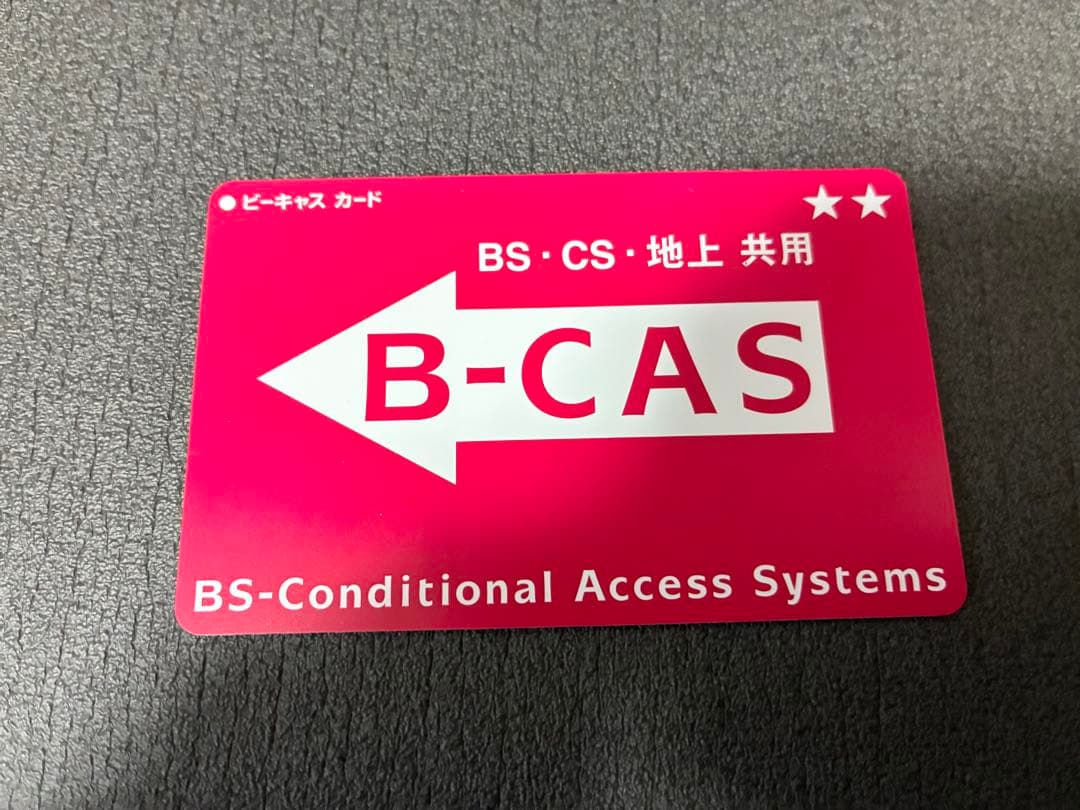 ● ビーキャス カード ★★
BS・CS・地上 共用
B-CAS
BS-Conditional Access Systems